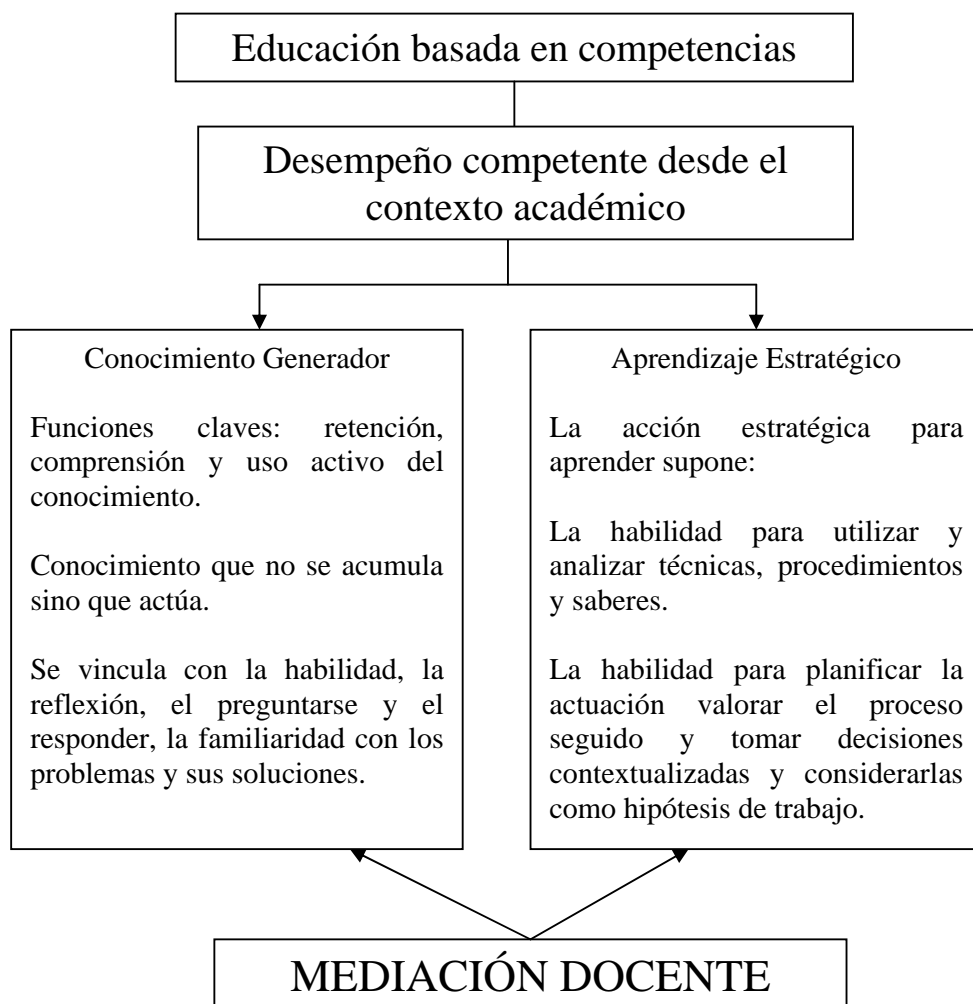 Educación basada en competencias
Desempeño competente desde el
contexto académico
Conocimiento Generador
Funciones claves: retención,
comprensión y uso activo del
conocimiento.
Conocimiento que no se acumula
sino que actúa.
Se vincula con la habilidad, la
reflexión, el preguntarse y el
responder, la familiaridad con los
problemas y sus soluciones.
Aprendizaje Estratégico
La acción estratégica para
aprender supone:
La habilidad para utilizar y
analizar técnicas, procedimientos
y saberes.
La habilidad para planificar la
actuación valorar el proceso
seguido y tomar decisiones
contextualizadas y considerarlas
como hipótesis de trabajo.
MEDIACIÓN DOCENTE